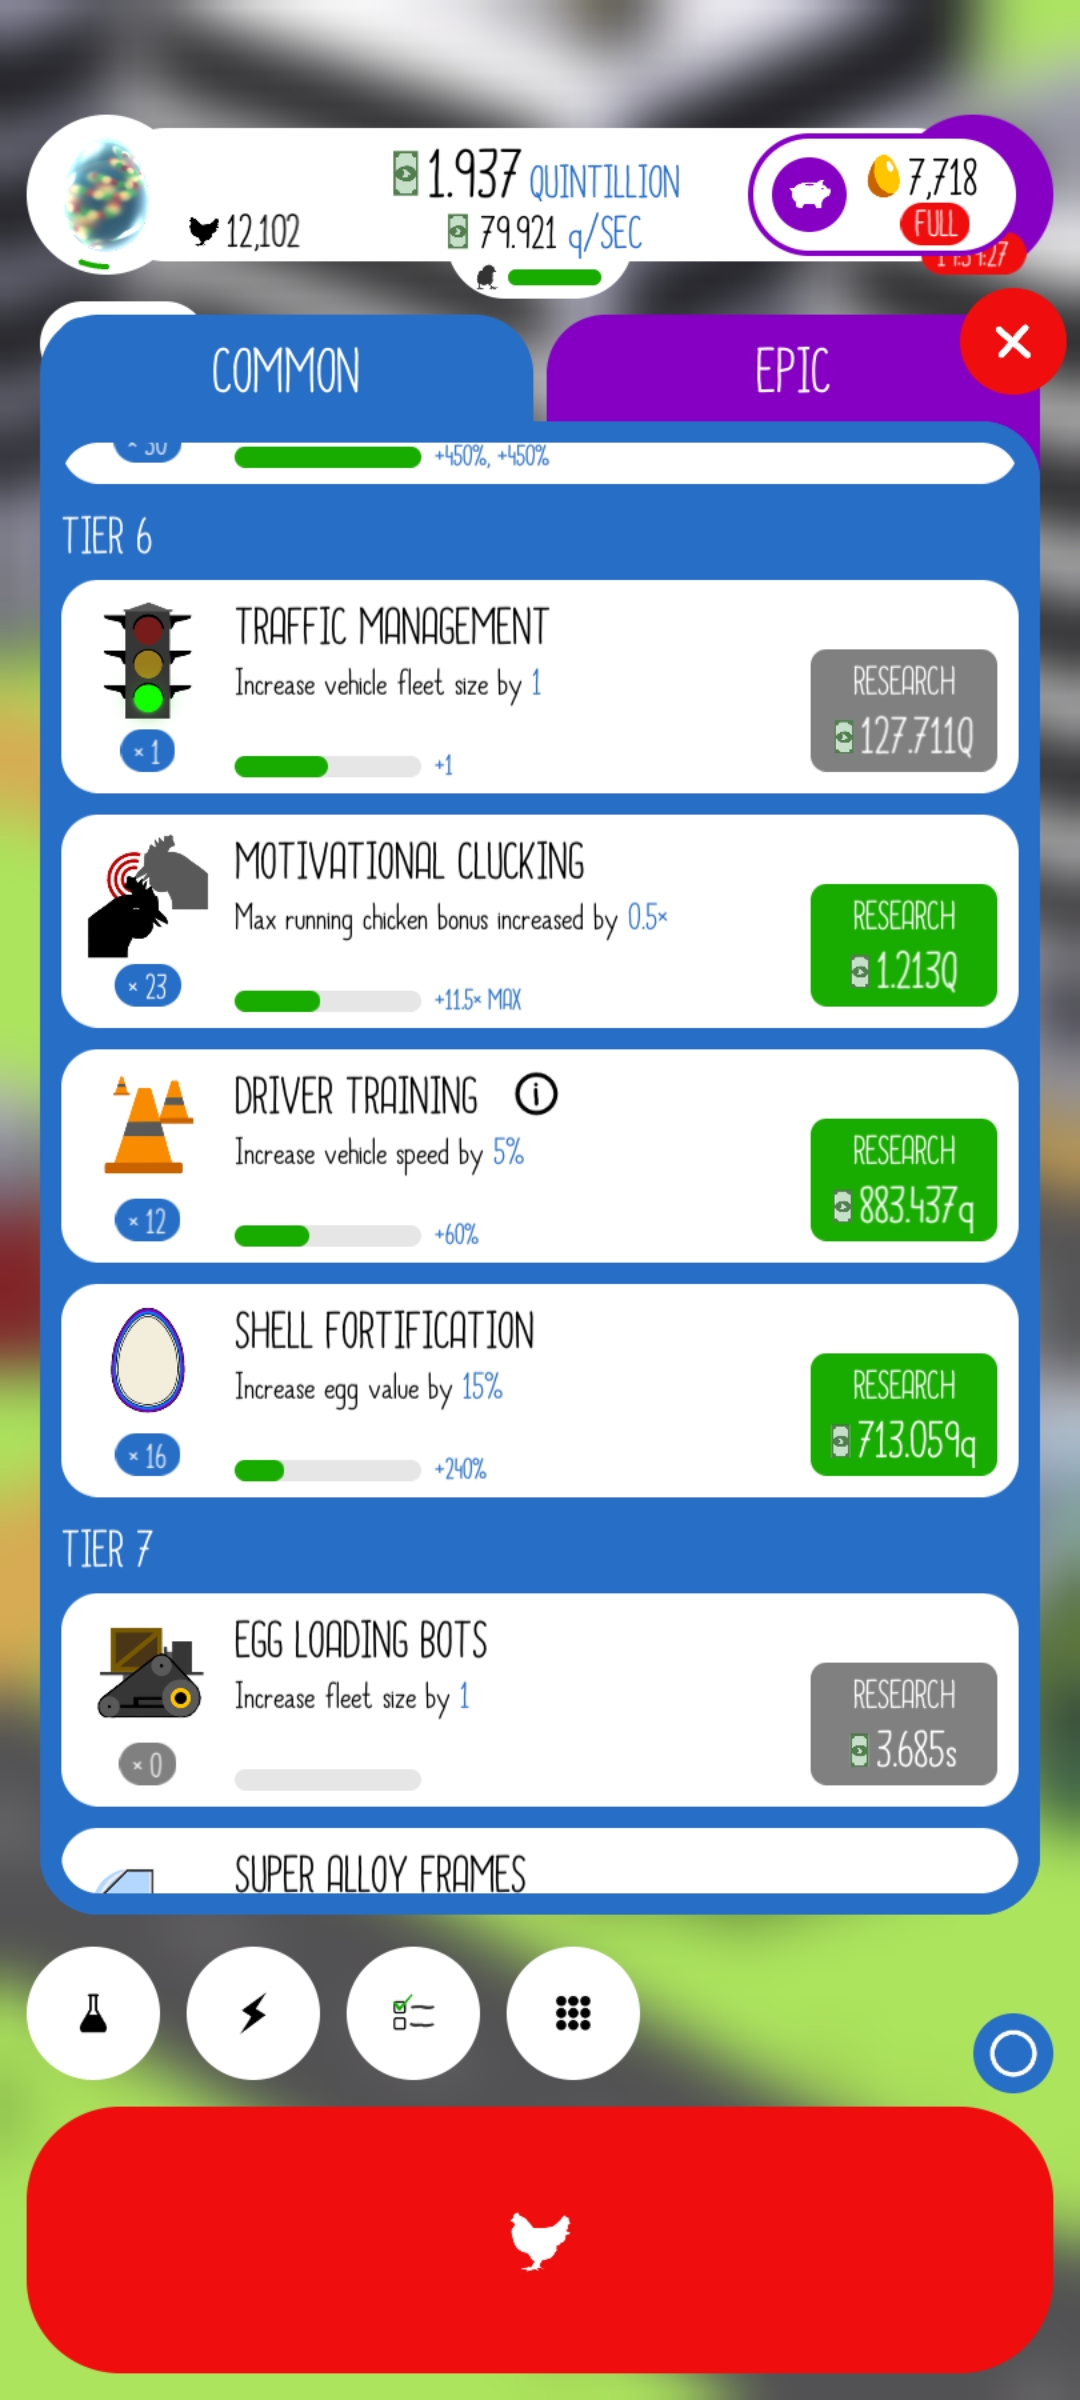 1.937 QUINTILLION
7,718
12,102
79.921 q/SEC
FULL
COMMON
EPIC
+450%, +450%
TIER 6
TRAFFIC MANAGEMENT
Increase vehicle fleet size by 1
RESEARCH
127.711Q
× 1
+1
MOTIVATIONAL CLUCKING
Max running chicken bonus increased by 0.5×
RESEARCH
1.213Q
× 23
+11.5× MAX
DRIVER TRAINING i
Increase vehicle speed by 5%
RESEARCH
883.437q
× 12
+60%
SHELL FORTIFICATION
Increase egg value by 15%
RESEARCH
713.059q
× 16
+240%
TIER 7
EGG LOADING BOTS
Increase fleet size by 1
RESEARCH
3.685s
× 0
SUPER ALLOY FRAMES